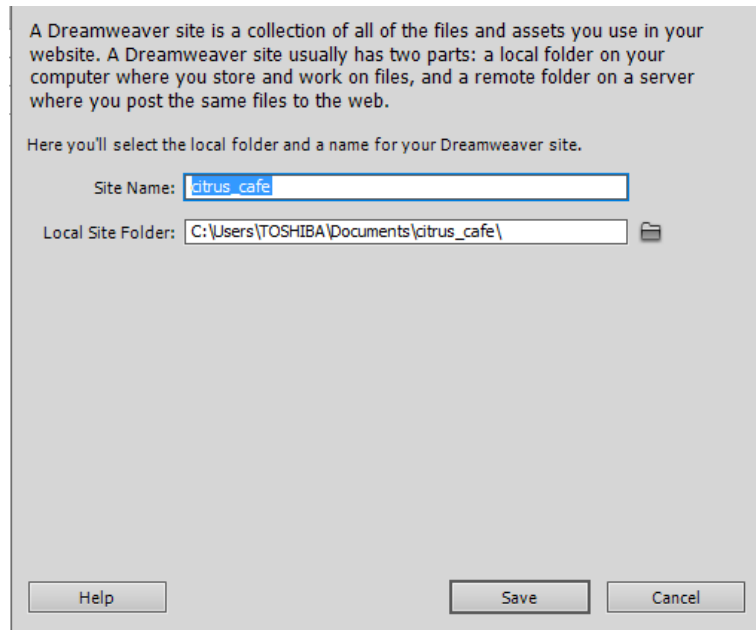 A Dreamweaver site is a collection of all of the files and assets you use in your
website. A Dreamweaver site usually has two parts: a local folder on your
computer where you store and work on files, and a remote folder on a server
where you post the same files to the web.
Here you'll select the local folder and a name for your Dreamweaver site.
Site Name: citrus_cafe
Local Site Folder: C:\Users\TOSHIBA\Documents\citrus_cafe\
Help Save Cancel